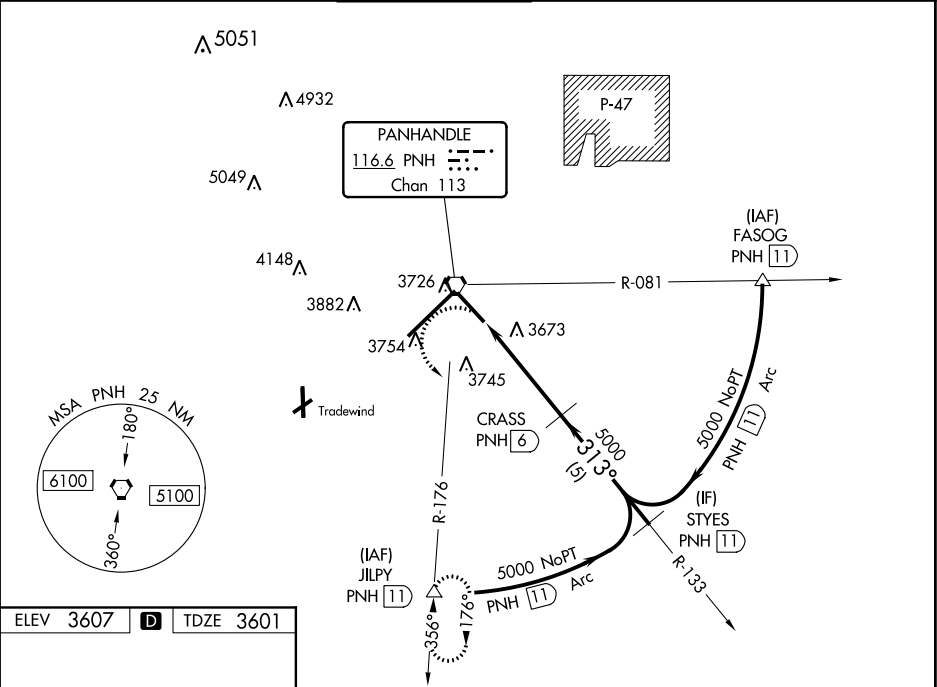 5051
4932
P-47
PANHANDLE
116.6 PNH
Chan 113
5049
(IAF)
FASOG
PNH 11
4148
3726
R-081
3882
3673
3754
3745
Tradewind
CRASS
PNH 6
5000
313°
(5)
5000 NoPT
PNH 11 Arc
MSA PNH 25 NM
180°
6100
5100
360°
R-176
(IF)
STYES
PNH 11
R-133
(IAF)
JILPY
PNH 11
5000 NoPT
PNH 11 Arc
356°
176°
ELEV 3607 D TDZE 3601